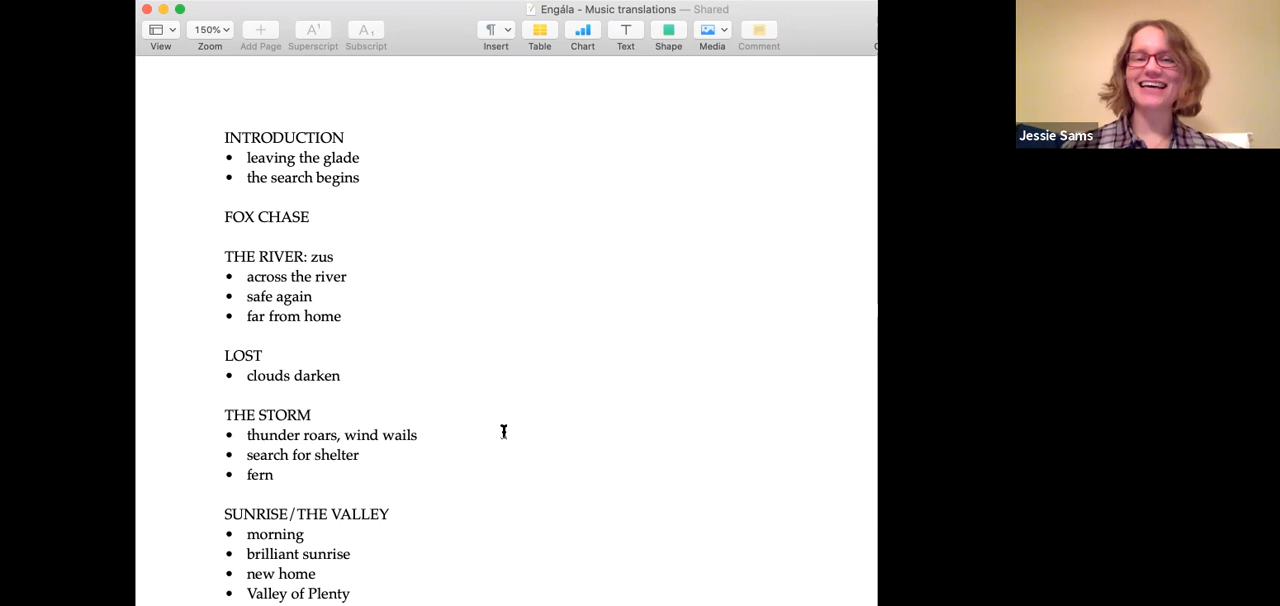 Engála - Music translations — Shared
150%
View
Zoom
Add Page
Superscript
Subscript
Insert
Table
Chart
Text
Shape
Media
Comment
INTRODUCTION
• leaving the glade
• the search begins
FOX CHASE
THE RIVER: zus
• across the river
• safe again
• far from home
LOST
• clouds darken
THE STORM
• thunder roars, wind wails
• search for shelter
• fern
SUNRISE/THE VALLEY
• morning
• brilliant sunrise
• new home
• Valley of Plenty
Jessie Sams